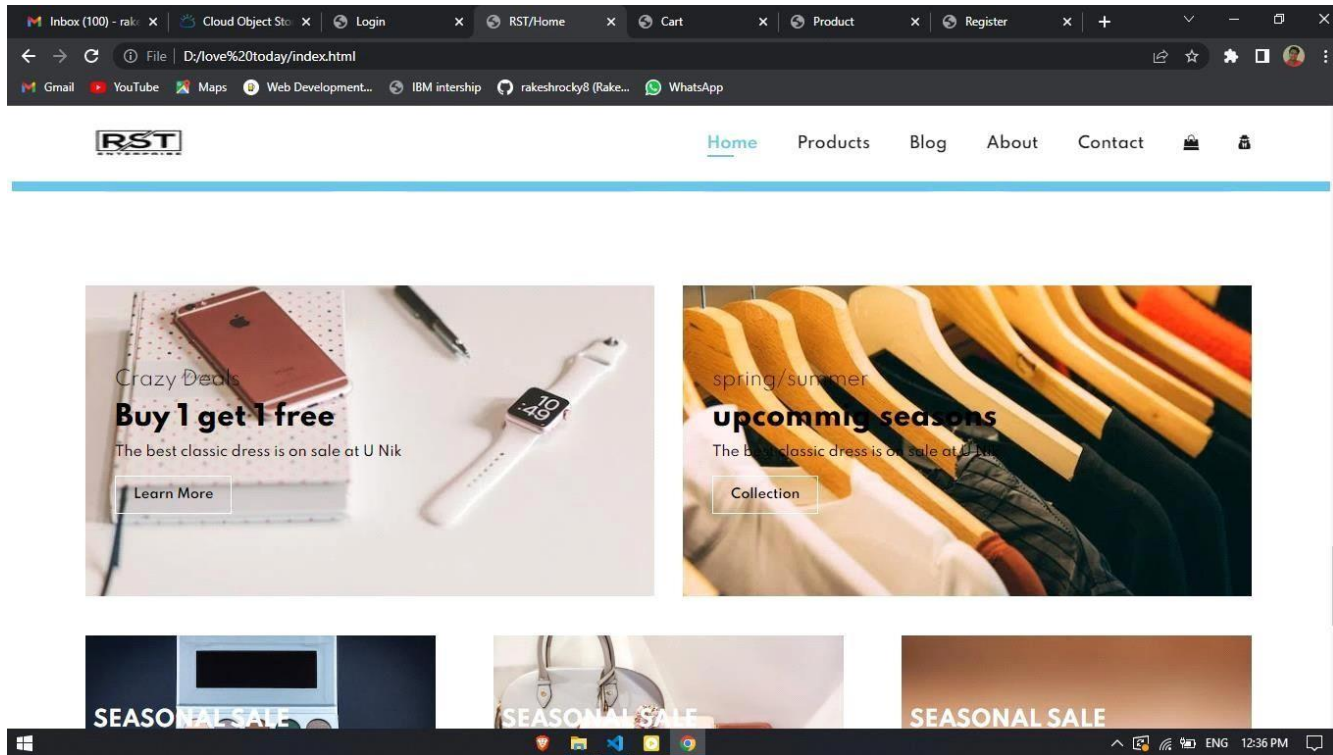 Inbox (100) - rak
Cloud Object Sto
Login
RST/Home
Cart
Product
Register
File
D:/love%20today/index.html
Gmail
YouTube
Maps
Web Development...
IBM intership
rakeshrocky8 (Rake...
WhatsApp
RST
ENTERPRISE
Home
Products
Blog
About
Contact
Crazy Deals
Buy 1 get 1 free
The best classic dress is on sale at U Nik
Learn More
10
:49
spring/summer
upcommig seasons
The best classic dress is on sale at U Nik
Collection
SEASONAL SALE
SEASONAL SALE
SEASONAL SALE
ENG
12:36 PM